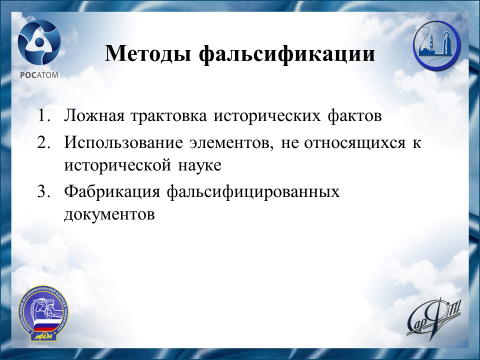 Методы фальсификации
РОСАТОМ
1. Ложная трактовка исторических фактов
2. Использование элементов, не относящихся к
исторической науке
3. Фабрикация фальсифицированных
документов
СарФТИ